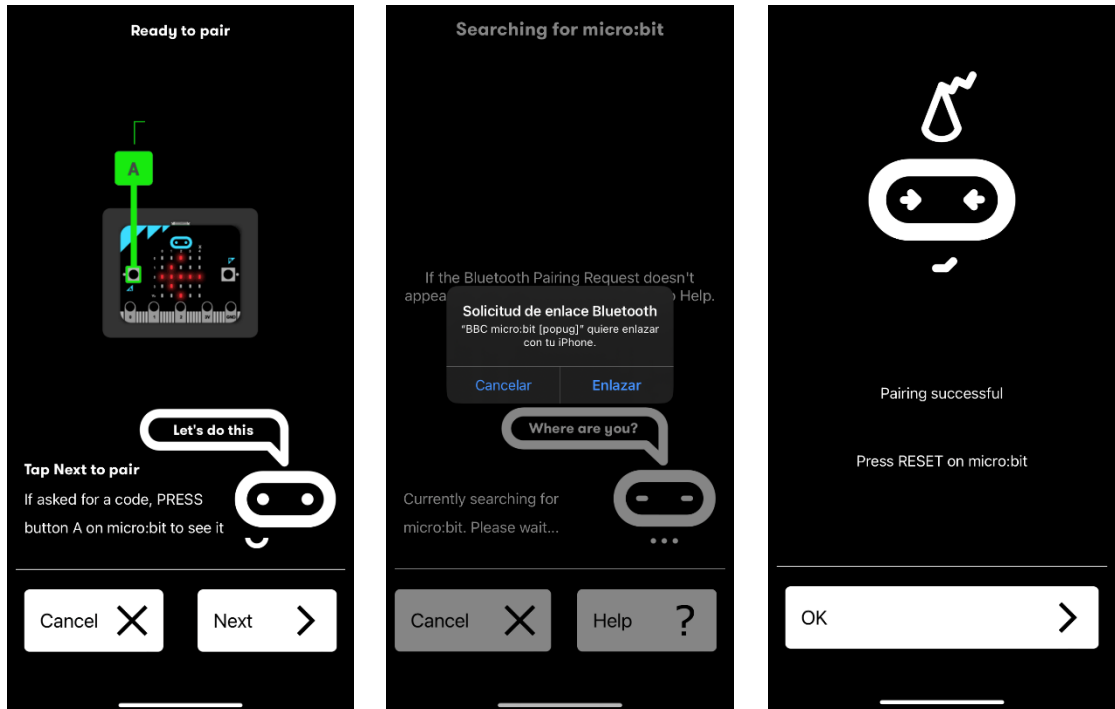 Ready to pair
A
Let's do this
Tap Next to pair
If asked for a code, PRESS
button A on micro:bit to see it
Cancel
Next
Searching for micro:bit
If the Bluetooth Pairing Request doesn't
appea
o Help.
Solicitud de enlace Bluetooth
"BBC micro:bit [popug]" quiere enlazar
con tu iPhone.
Cancelar
Enlazar
Where are you?
Currently searching for
micro:bit. Please wait...
Cancel
Help
?
Pairing successful
Press RESET on micro:bit
OK